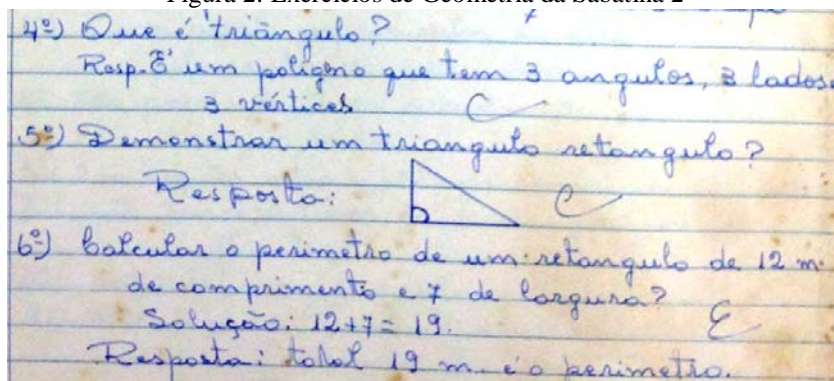 Figura 2: Exercícios de Geometria da Sabatina 2
4º) Que é triângulo?
Resp. É um polígono que tem 3 angulos, 3 lados,
3 vértices C
5º) Demonstrar um triangulo retangulo?
Resposta: C
6º) Calcular o perimetro de um retangulo de 12 m.
de comprimento e 7 de largura?
Solução: 12+7=19. E
Resposta: total 19 m. é o perimetro.